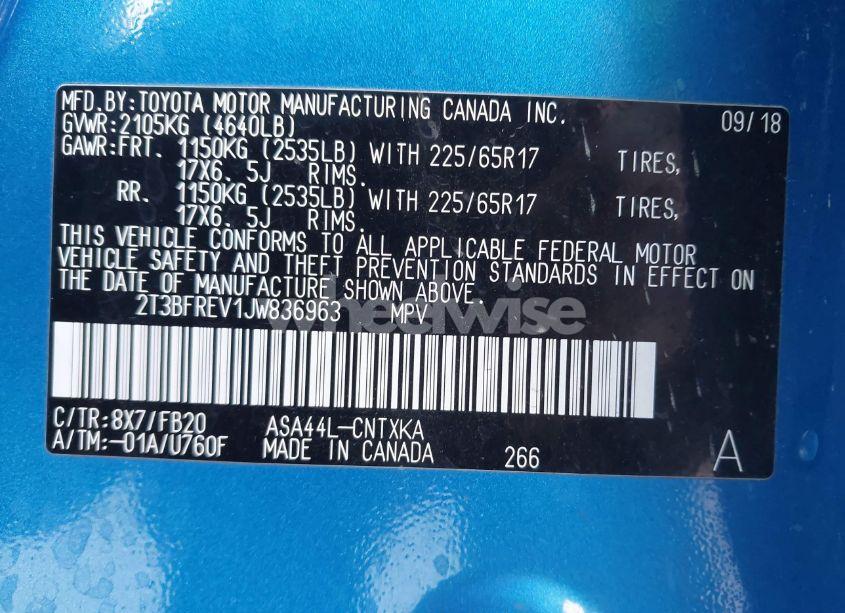 MFD.BY:TOYOTA MOTOR MANUFACTURING CANADA INC. 09/18
GVWR:2105KG (4640LB)
GAWR:FRT. 1150KG (2535LB) WITH 225/65R17 TIRES,
17X6.5J RIMS.
RR. 1150KG (2535LB) WITH 225/65R17 TIRES,
17X6.5J RIMS.
THIS VEHICLE CONFORMS TO ALL APPLICABLE FEDERAL MOTOR
VEHICLE SAFETY AND THEFT PREVENTION STANDARDS IN EFFECT ON
THE DATE OF MANUFACTURE SHOWN ABOVE.
2T3BFREV1JW836963 MPV
wheelwise
C/TR:8X7/FB20 ASA44L-CNTXKA
A/TM:-01A/U760F MADE IN CANADA 266 A